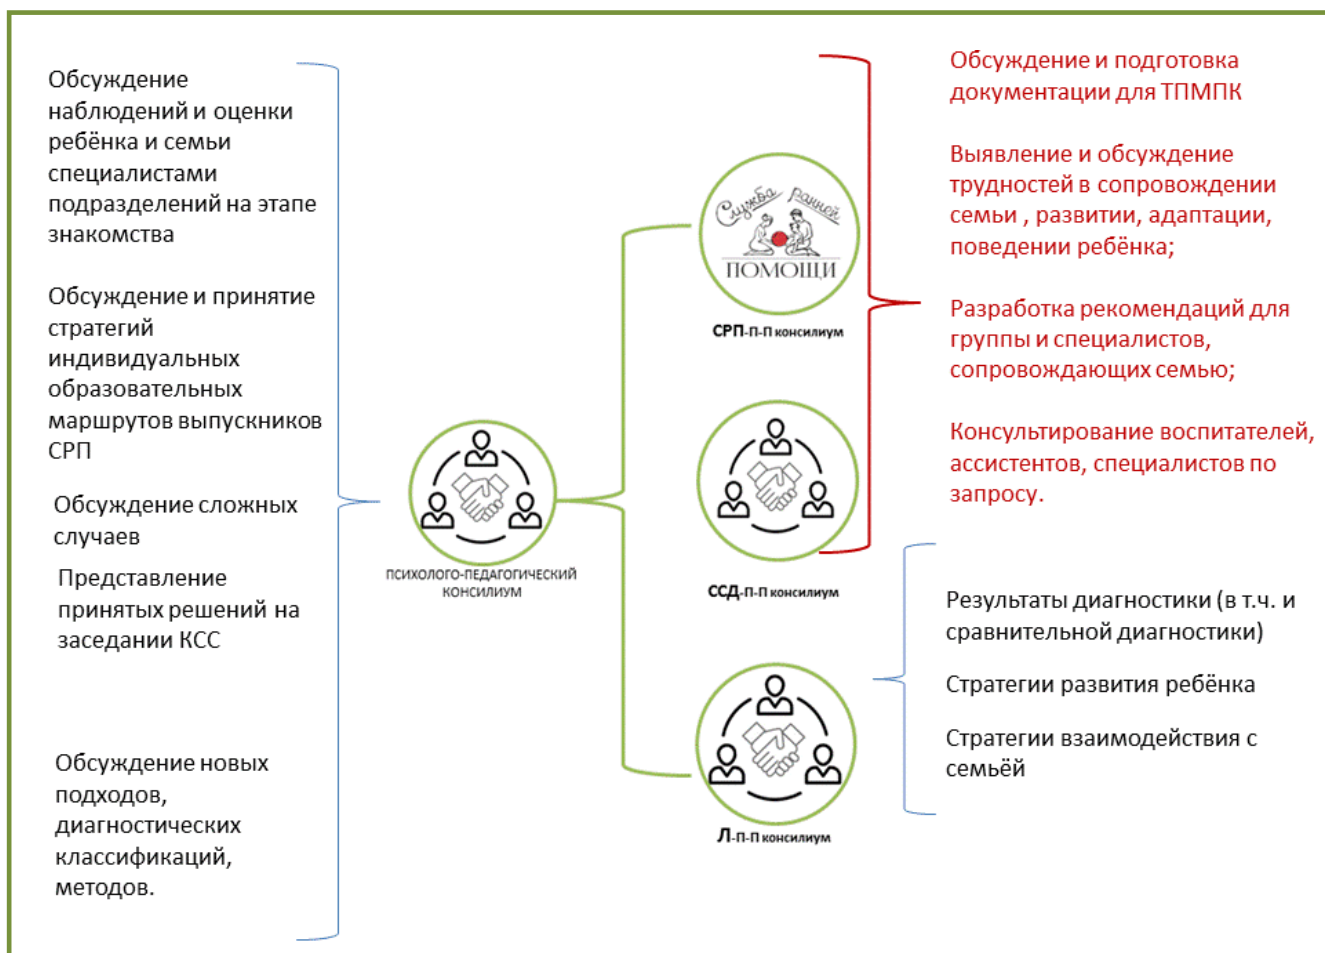 Обсуждение
наблюдений и оценки
ребёнка и семьи
специалистами
подразделений на этапе
знакомства
Обсуждение и принятие
стратегий
индивидуальных
образовательных
маршрутов выпускников
СРП
Обсуждение сложных
случаев
Представление
принятых решений на
заседании КСС
Обсуждение новых
подходов,
диагностических
классификаций,
методов.
ПСИХОЛОГО-ПЕДАГОГИЧЕСКИЙ
КОНСИЛИУМ
Служба ранней
ПОМОЩИ
СРП-П-П консилиум
ССД-П-П консилиум
Л-П-П консилиум
Обсуждение и подготовка
документации для ТПМПК
Выявление и обсуждение
трудностей в сопровождении
семьи , развитии, адаптации,
поведении ребёнка;
Разработка рекомендаций для
группы и специалистов,
сопровождающих семью;
Консультирование воспитателей,
ассистентов, специалистов по
запросу.
Результаты диагностики (в т.ч. и
сравнительной диагностики)
Стратегии развития ребёнка
Стратегии взаимодействия с
семьёй